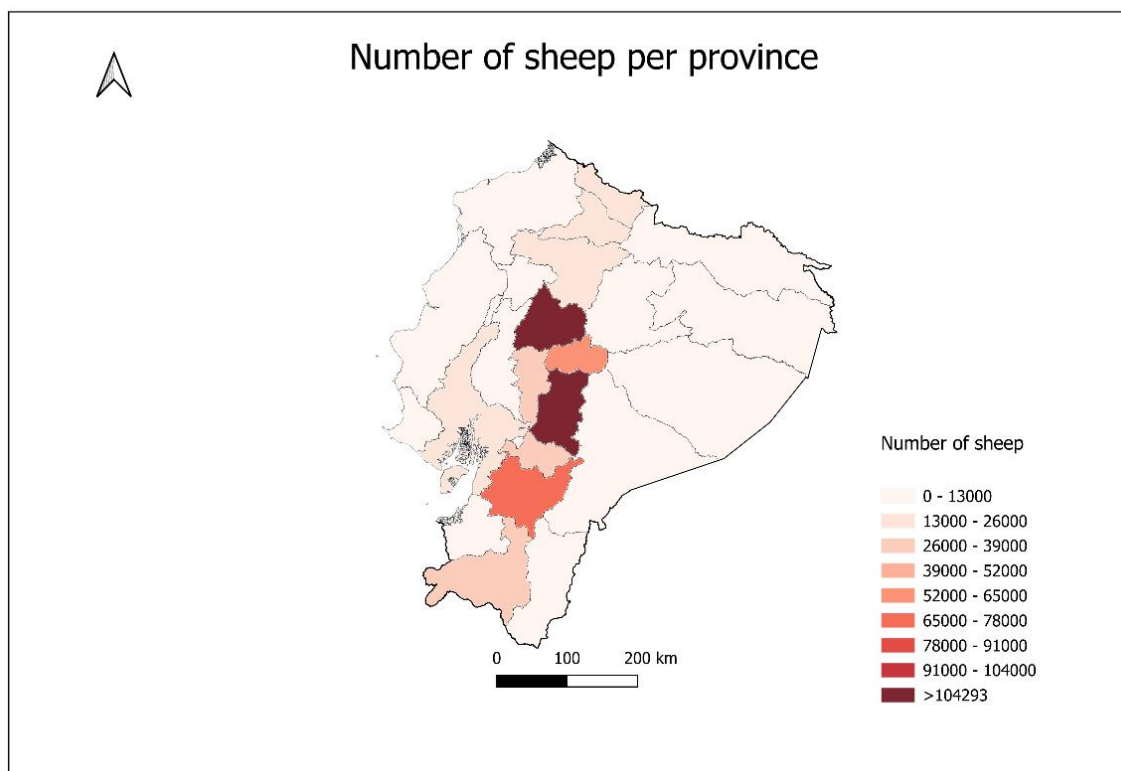 Number of sheep per province
Number of sheep
0 - 13000
13000 - 26000
26000 - 39000
39000 - 52000
52000 - 65000
65000 - 78000
78000 - 91000
91000 - 104000
>104293
0 100 200 km